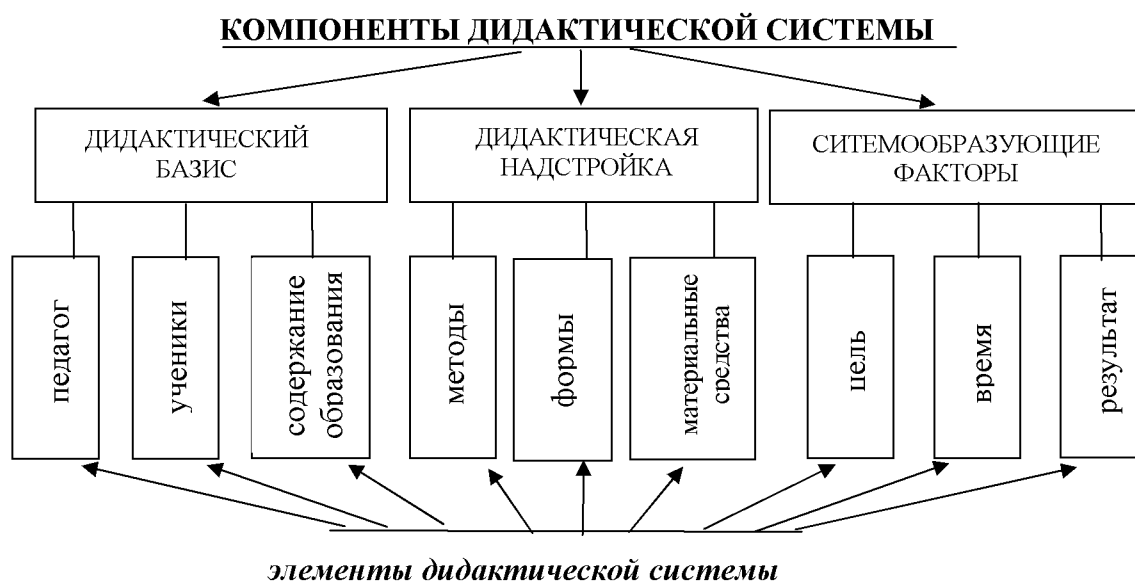 КОМПОНЕНТЫ ДИДАКТИЧЕСКОЙ СИСТЕМЫ
ДИДАКТИЧЕСКИЙ
БАЗИС
ДИДАКТИЧЕСКАЯ
НАДСТРОЙКА
СИТЕМООБРАЗУЮЩИЕ
ФАКТОРЫ
педагог
ученики
содержание
образования
методы
формы
материальные
средства
цель
время
результат
элементы дидактической системы